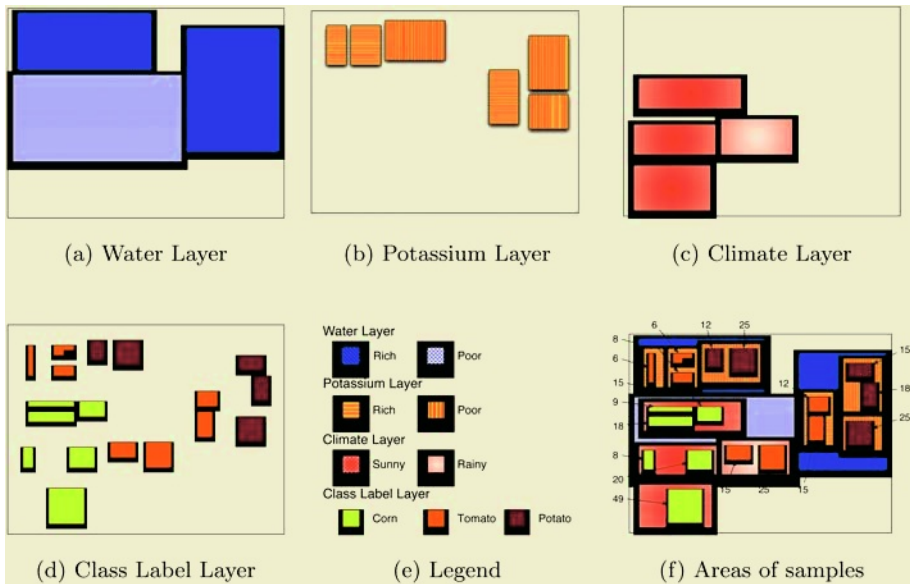 (a) Water Layer
(b) Potassium Layer
(c) Climate Layer
(d) Class Label Layer
Water Layer
Rich Poor
Potassium Layer
Rich Poor
Climate Layer
Sunny Rainy
Class Label Layer
Corn Tomato Potato
(e) Legend
6 12 25
8
6
15
9
18
8
20
49
12
15
18
25
15 25 15
(f) Areas of samples